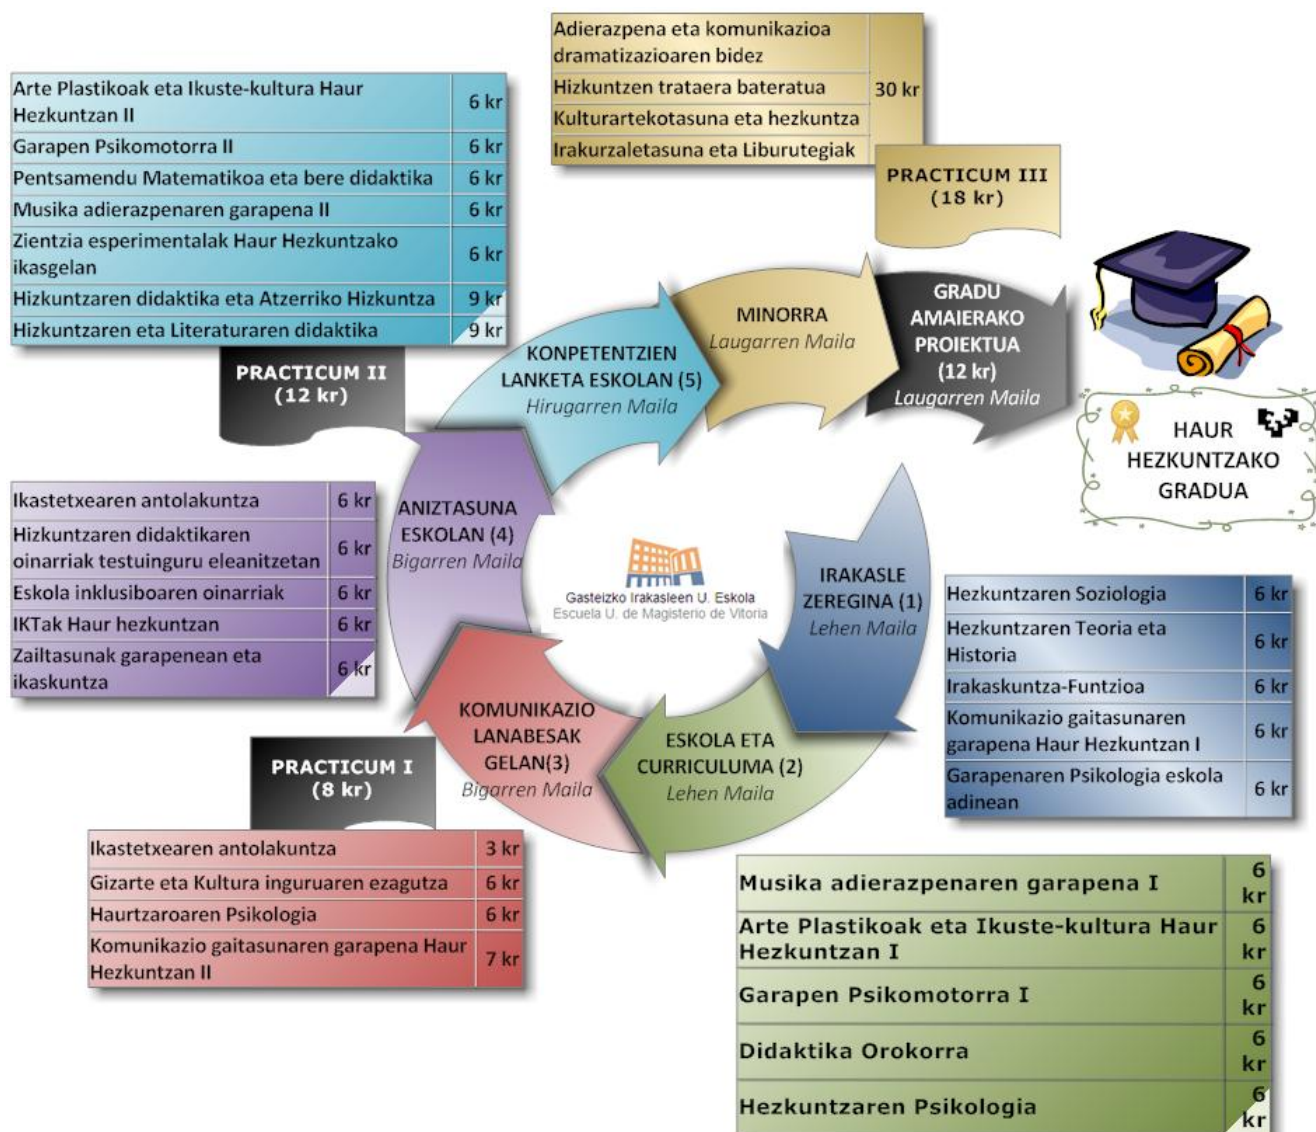 Adierazpena eta komunikazioa
dramatizazioaren bidez
Hizkuntzen trataera bateratua
Kulturartekotasuna eta hezkuntza
Irakurzaletasuna eta Liburutegiak
30 kr
PRACTICUM III
(18 kr)
Arte Plastikoak eta Ikuste-kultura Haur
Hezkuntzan II
6 kr
Garapen Psikomotorra II 6 kr
Pentsamendu Matematikoa eta bere didaktika 6 kr
Musika adierazpenaren garapena II 6 kr
Zientzia esperimentalak Haur Hezkuntzako
ikasgelan
6 kr
Hizkuntzaren didaktika eta Atzerriko Hizkuntza 9 kr
Hizkuntzaren eta Literaturaren didaktika 9 kr
PRACTICUM II
(12 kr)
KONPETENTZIEN
LANKETA ESKOLAN (5)
Hirugarren Maila
MINORRA
Laugarren Maila
GRADU
AMAIERAKO
PROIEKTUA
(12 kr)
Laugarren Maila
HAUR
HEZKUNTZAKO
GRADUA
Ikastetxearen antolakuntza 6 kr
Hizkuntzaren didaktikaren
oinarriak testuinguru eleanitzetan
6 kr
Eskola inklusiboaren oinarriak 6 kr
IKTak Haur hezkuntzan 6 kr
Zailtasunak garapenean eta
ikaskuntza
6 kr
ANIZTASUNA
ESKOLAN (4)
Bigarren Maila
Gasteizko Irakasleen U. Eskola
Escuela U. de Magisterio de Vitoria
IRAKASLE
ZEREGINA (1)
Lehen Maila
Hezkuntzaren Soziologia 6 kr
Hezkuntzaren Teoria eta
Historia
6 kr
Irakaskuntza-Funtzioa 6 kr
Komunikazio gaitasunaren
garapena Haur Hezkuntzan I
6 kr
Garapenaren Psikologia eskola
adinean
6 kr
KOMUNIKAZIO
LANABESAK
GELAN(3)
Bigarren Maila
ESKOLA ETA
CURRICULUMA (2)
Lehen Maila
PRACTICUM I
(8 kr)
Ikastetxearen antolakuntza 3 kr
Gizarte eta Kultura inguruaren ezagutza 6 kr
Haurtzaroaren Psikologia 6 kr
Komunikazio gaitasunaren garapena Haur
Hezkuntzan II
7 kr
Musika adierazpenaren garapena I
6
kr
Arte Plastikoak eta Ikuste-kultura Haur
Hezkuntzan I
6
kr
Garapen Psikomotorra I
6
kr
Didaktika Orokorra
6
kr
Hezkuntzaren Psikologia
6
kr